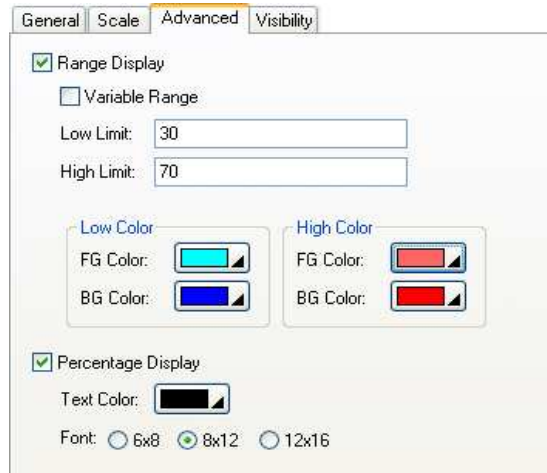 General Scale Advanced Visibility
Range Display
Variable Range
Low Limit: 30
High Limit: 70
Low Color High Color
FG Color: FG Color:
BG Color: BG Color:
Percentage Display
Text Color:
Font: 6x8 8x12 12x16